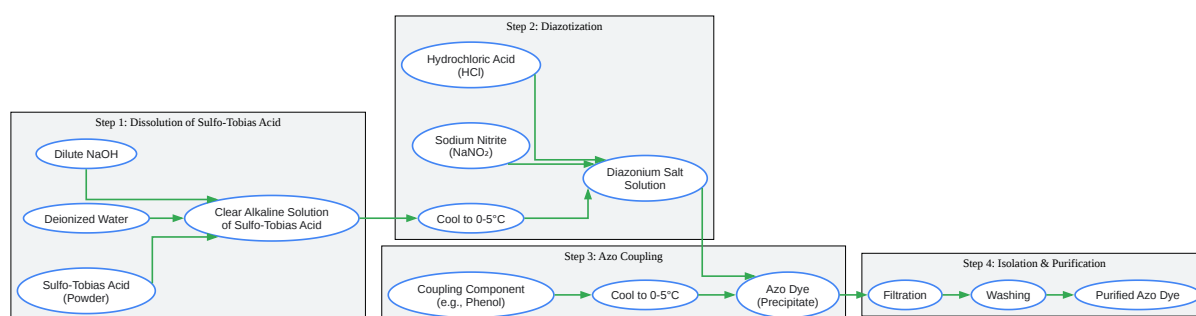 Step 1: Dissolution of Sulfo-Tobias Acid
Dilute NaOH
Deionized Water
Sulfo-Tobias Acid
(Powder)
Clear Alkaline Solution
of Sulfo-Tobias Acid
Step 2: Diazotization
Hydrochloric Acid
(HCl)
Sodium Nitrite
(NaNO₂)
Cool to 0-5°C
Diazonium Salt
Solution
Step 3: Azo Coupling
Coupling Component
(e.g., Phenol)
Cool to 0-5°C
Azo Dye
(Precipitate)
Step 4: Isolation & Purification
Filtration
Washing
Purified Azo Dye